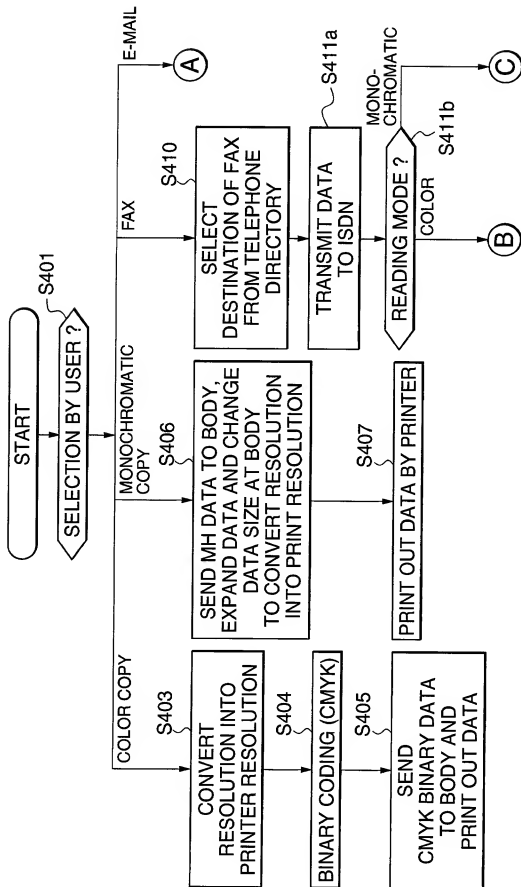 START
S401
SELECTION BY USER ?
COLOR COPY
S403
CONVERT
RESOLUTION INTO
PRINTER RESOLUTION
S404
BINARY CODING (CMYK)
S405
SEND
CMYK BINARY DATA
TO BODY AND
PRINT OUT DATA
MONOCHROMATIC
COPY
S406
SEND MH DATA TO BODY,
EXPAND DATA AND CHANGE
DATA SIZE AT BODY
TO CONVERT RESOLUTION
INTO PRINT RESOLUTION
S407
PRINT OUT DATA BY PRINTER
FAX
S410
SELECT
DESTINATION OF FAX
FROM TELEPHONE
DIRECTORY
S411a
TRANSMIT DATA
TO ISDN
READING MODE ?
S411b
COLOR
B
MONO-
CHROMATIC
C
E-MAIL
A